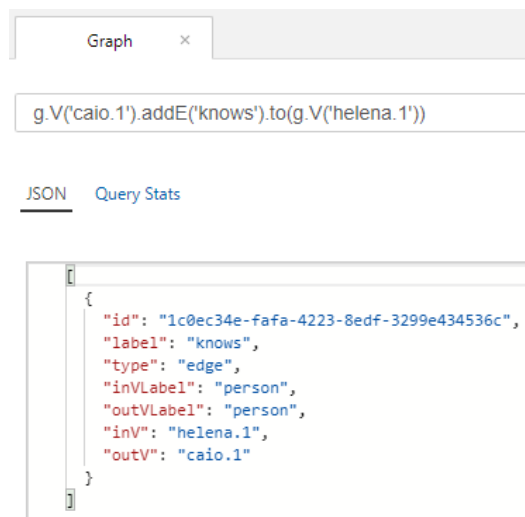 Graph ×
g.V('caio.1').addE('knows').to(g.V('helena.1'))
JSON Query Stats
[
{
"id": "1c0ec34e-fafa-4223-8edf-3299e434536c",
"label": "knows",
"type": "edge",
"inVLabel": "person",
"outVLabel": "person",
"inV": "helena.1",
"outV": "caio.1"
}
]